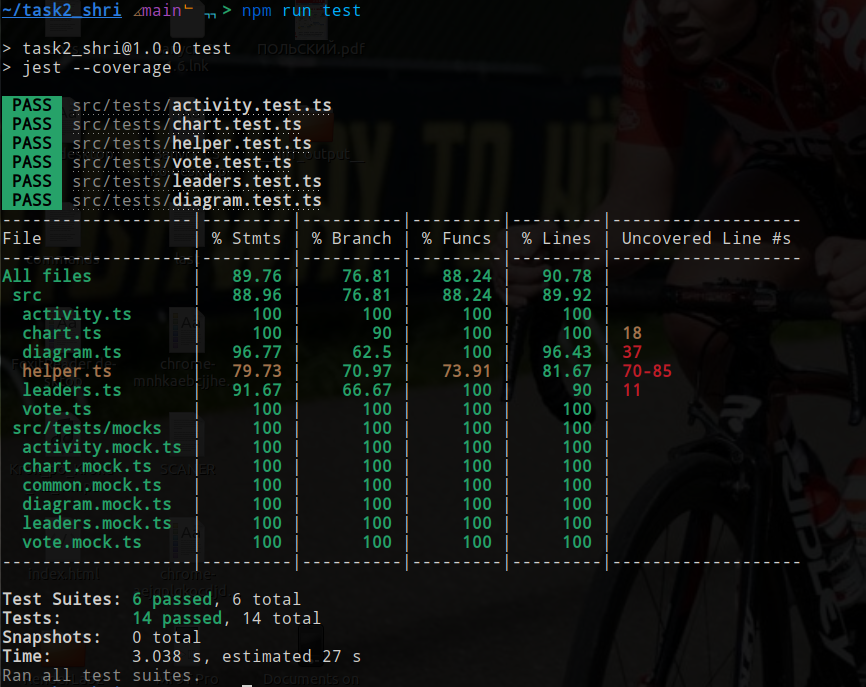 ~/task2_shri main > npm run test
> task2_shri@1.0.0 test
> jest --coverage
PASS src/tests/activity.test.ts
PASS src/tests/chart.test.ts
PASS src/tests/helper.test.ts
PASS src/tests/vote.test.ts
PASS src/tests/leaders.test.ts
PASS src/tests/diagram.test.ts
--------------------|---------|----------|---------|---------|-------------------
File | % Stmts | % Branch | % Funcs | % Lines | Uncovered Line #s
--------------------|---------|----------|---------|---------|-------------------
All files | 89.76 | 76.81 | 88.24 | 90.78 |
src | 88.96 | 76.81 | 88.24 | 89.92 |
activity.ts | 100 | 100 | 100 | 100 |
chart.ts | 100 | 90 | 100 | 100 | 18
diagram.ts | 96.77 | 62.5 | 100 | 96.43 | 37
helper.ts | 79.73 | 70.97 | 73.91 | 81.67 | 70-85
leaders.ts | 91.67 | 66.67 | 100 | 90 | 11
vote.ts | 100 | 100 | 100 | 100 |
src/tests/mocks | 100 | 100 | 100 | 100 |
activity.mock.ts | 100 | 100 | 100 | 100 |
chart.mock.ts | 100 | 100 | 100 | 100 |
common.mock.ts | 100 | 100 | 100 | 100 |
diagram.mock.ts | 100 | 100 | 100 | 100 |
leaders.mock.ts | 100 | 100 | 100 | 100 |
vote.mock.ts | 100 | 100 | 100 | 100 |
--------------------|---------|----------|---------|---------|-------------------
Test Suites: 6 passed, 6 total
Tests: 14 passed, 14 total
Snapshots: 0 total
Time: 3.038 s, estimated 27 s
Ran all test suites.
ПОЛЬСКИЙ.pdf
SCANER
index.html
Documents on